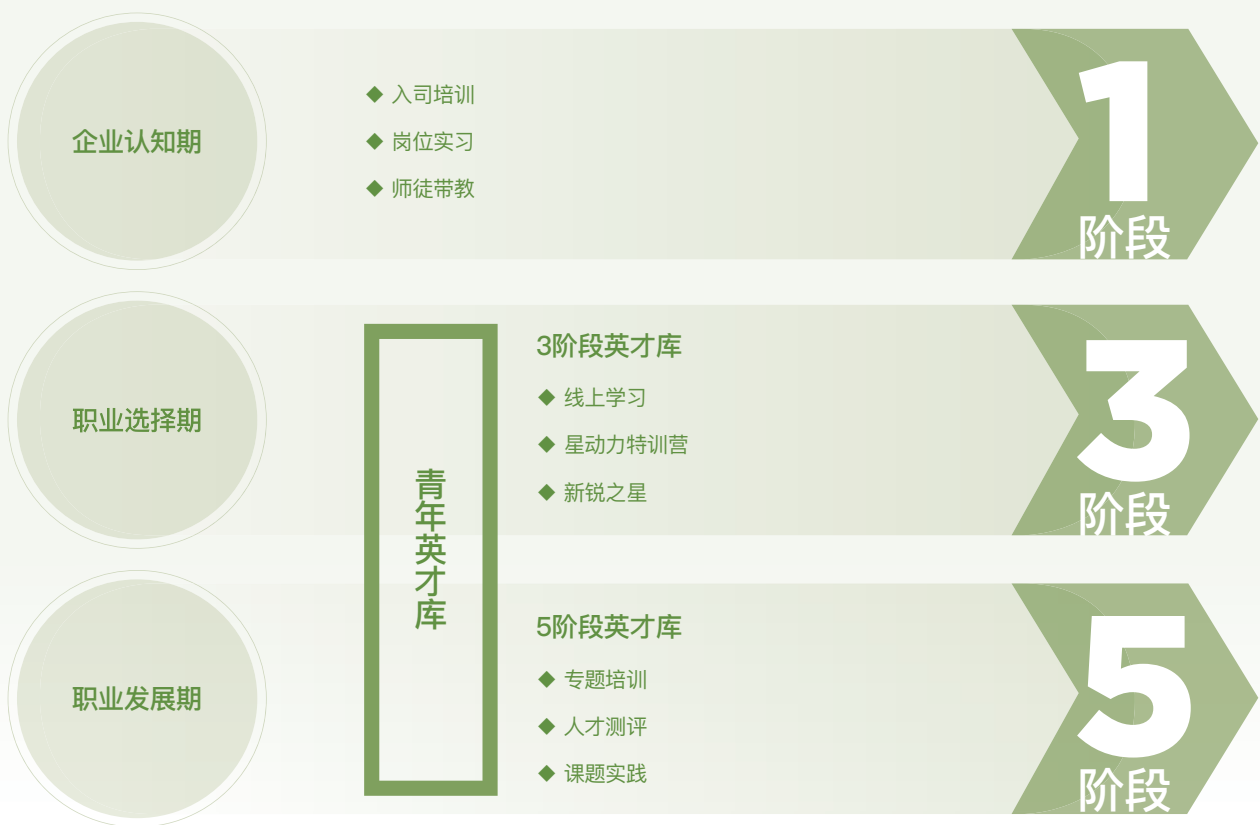 企业认知期
◆ 入司培训
◆ 岗位实习
◆ 师徒带教
1
阶段
职业选择期
青年英才库
3阶段英才库
◆ 线上学习
◆ 星动力特训营
◆ 新锐之星
3
阶段
职业发展期
5阶段英才库
◆ 专题培训
◆ 人才测评
◆ 课题实践
5
阶段